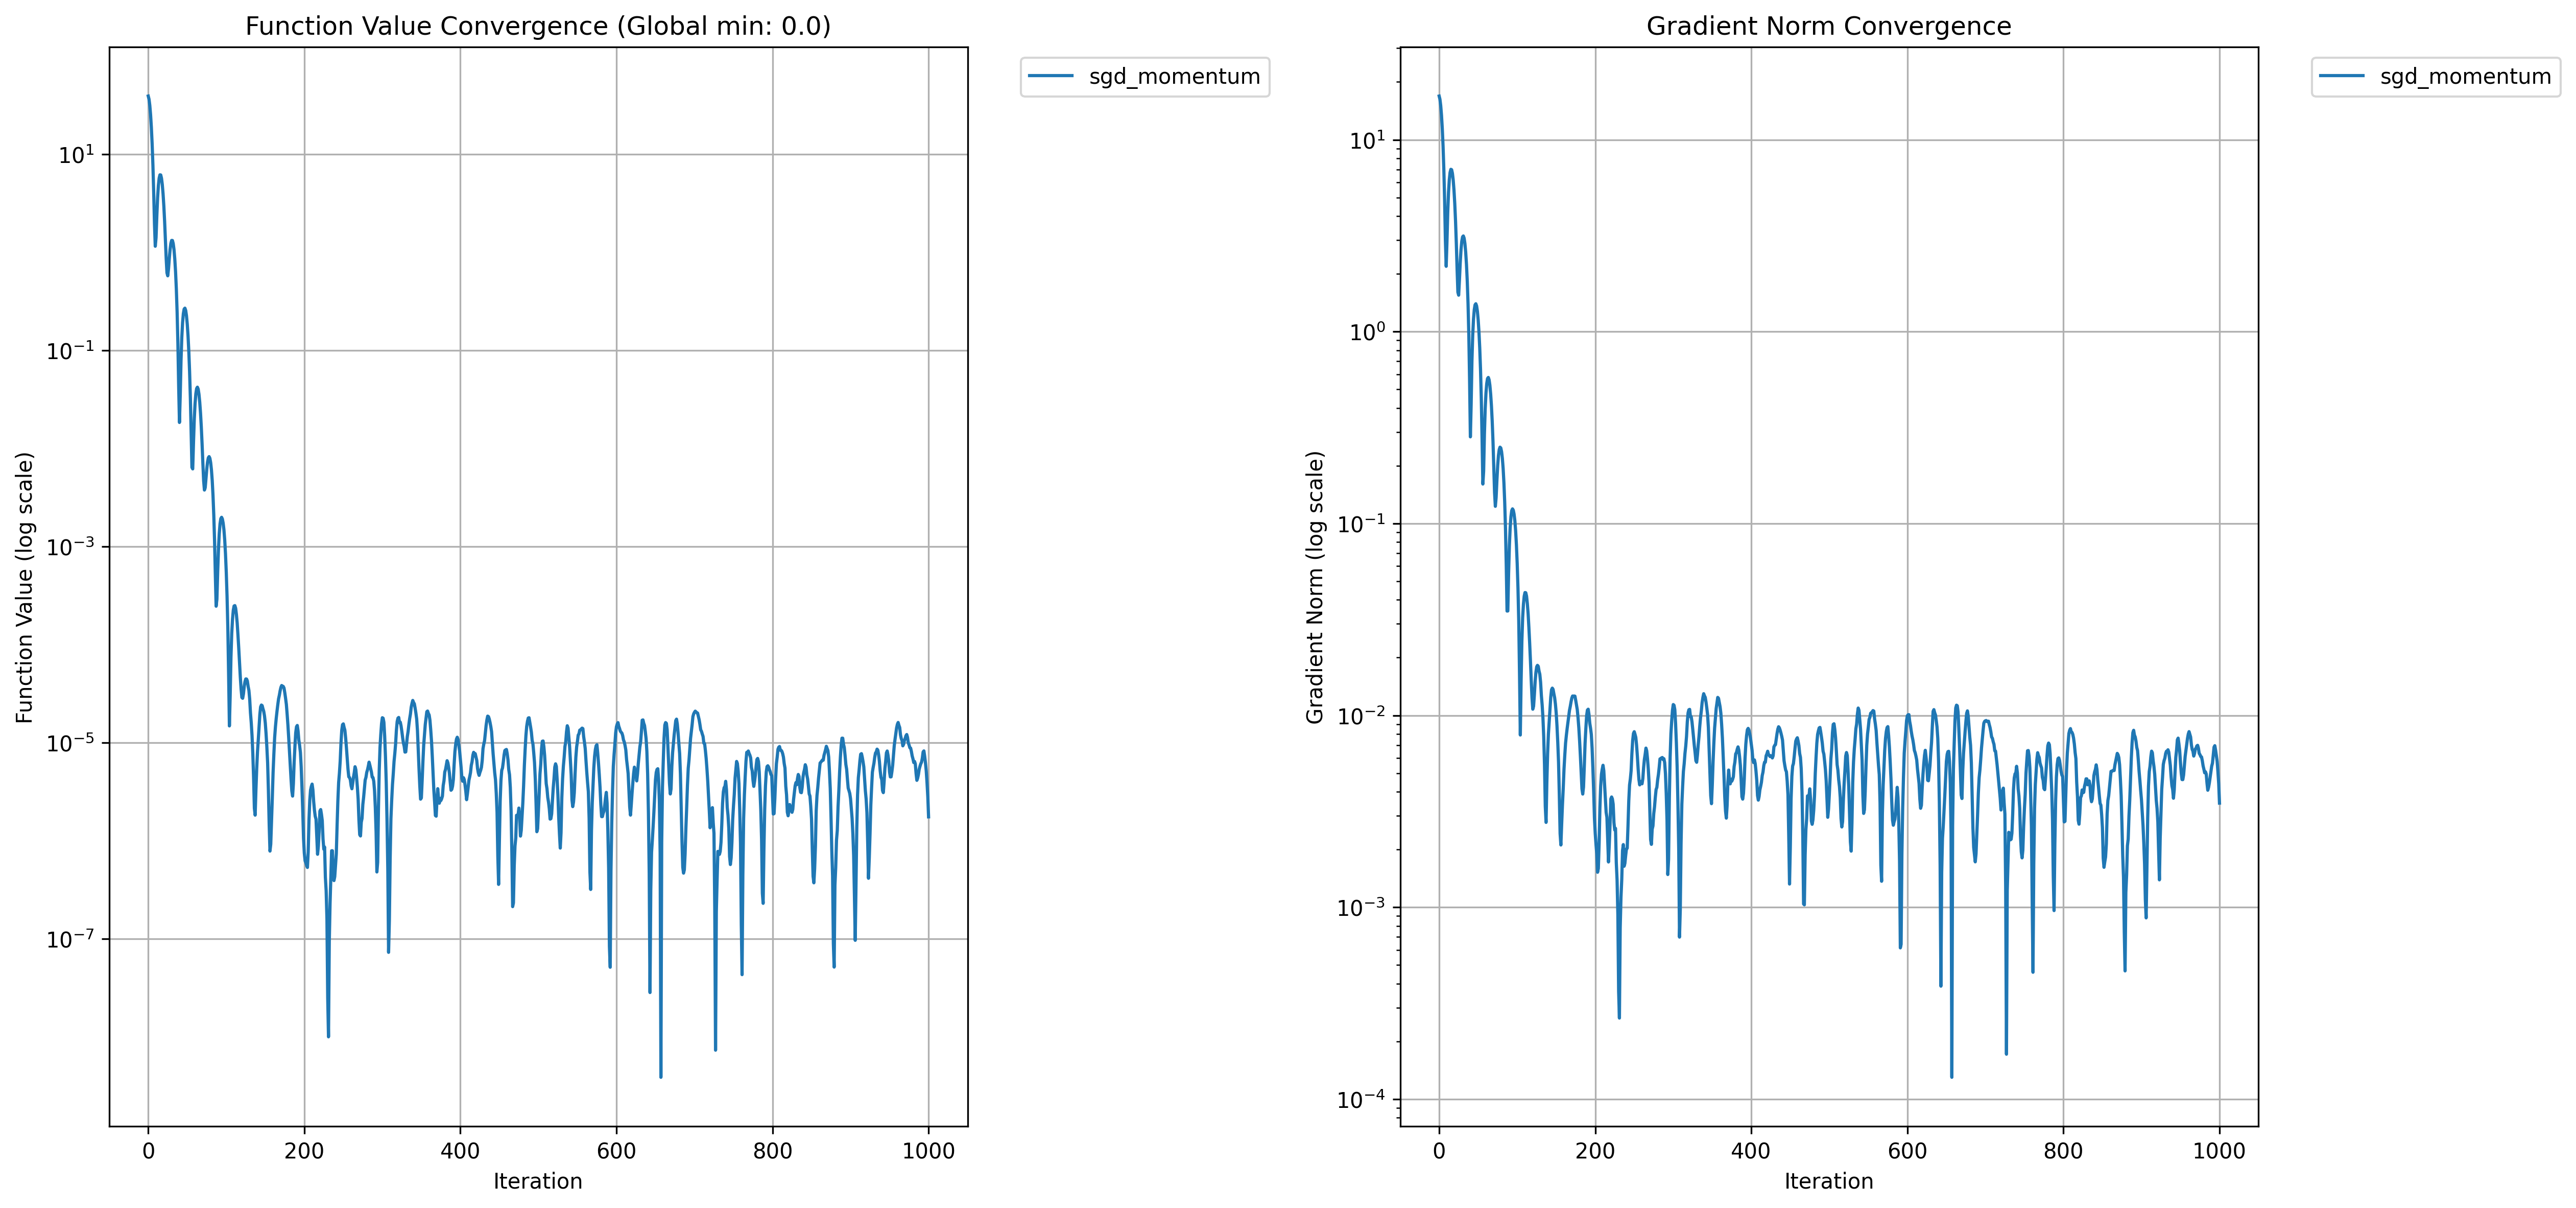 Function Value Convergence (Global min: 0.0)
sgd_momentum
Function Value (log scale)
10¹
10⁻¹
10⁻³
10⁻⁵
10⁻⁷
0 200 400 600 800 1000
Iteration
Gradient Norm Convergence
sgd_momentum
Gradient Norm (log scale)
10¹
10⁰
10⁻¹
10⁻²
10⁻³
10⁻⁴
0 200 400 600 800 1000
Iteration